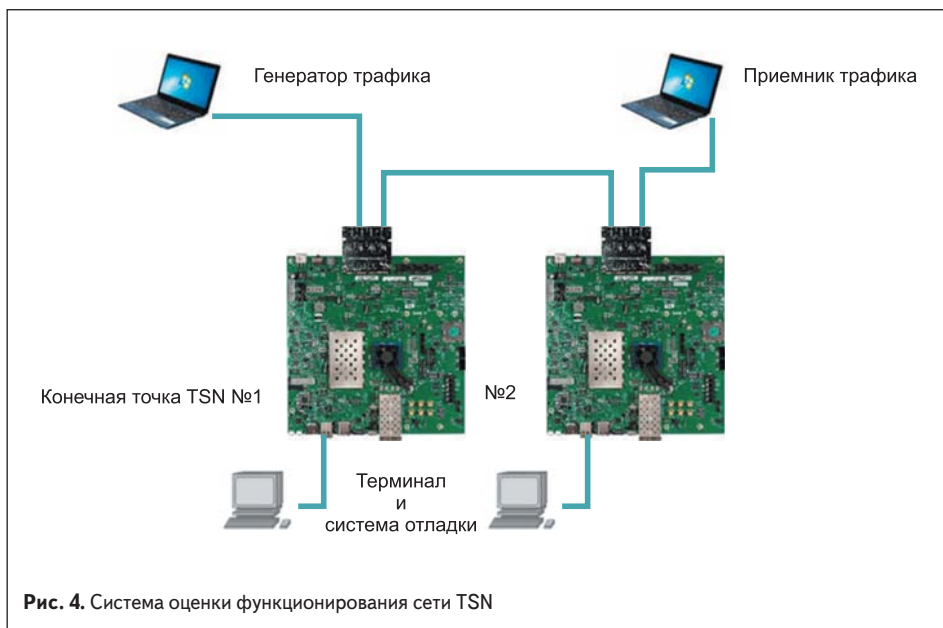 Генератор трафика
Приемник трафика
Конечная точка TSN №1
№2
Терминал
и
система отладки
Рис. 4. Система оценки функционирования сети TSN